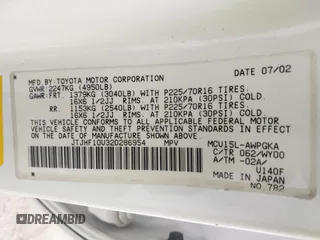 MFD. BY: TOYOTA MOTOR CORPORATION DATE 07/02
GVWR 2247KG (4950LB)
GAWR: FRT. 1379KG (3040LB) WITH P225/70R16 TIRES,
16X6 1/2JJ RIMS, AT 210KPA (30PSI) COLD
RR. 1153KG (2540LB) WITH P225/70R16 TIRES,
16X6 1/2JJ RIMS, AT 210KPA (30PSI) COLD
THIS VEHICLE CONFORMS TO ALL APPLICABLE FEDERAL MOTOR
VEHICLE SAFETY AND THEFT PREVENTION STANDARDS IN EFFECT
ON THE DATE OF MANUFACTURE SHOWN ABOVE.
JTJHF10U320286954 MPV MCU15L-AWPGKA
C/TR 062/WY00
A/TM -02A/
U140F
MADE IN JAPAN
NO.782
DREAMBID